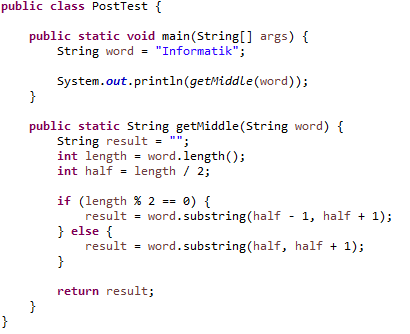 public class PostTest {
public static void main(String[] args) {
String word = "Informatik";
System.out.println(getMiddle(word));
}
public static String getMiddle(String word) {
String result = "";
int length = word.length();
int half = length / 2;
if (length % 2 == 0) {
result = word.substring(half - 1, half + 1);
} else {
result = word.substring(half, half + 1);
}
return result;
}
}